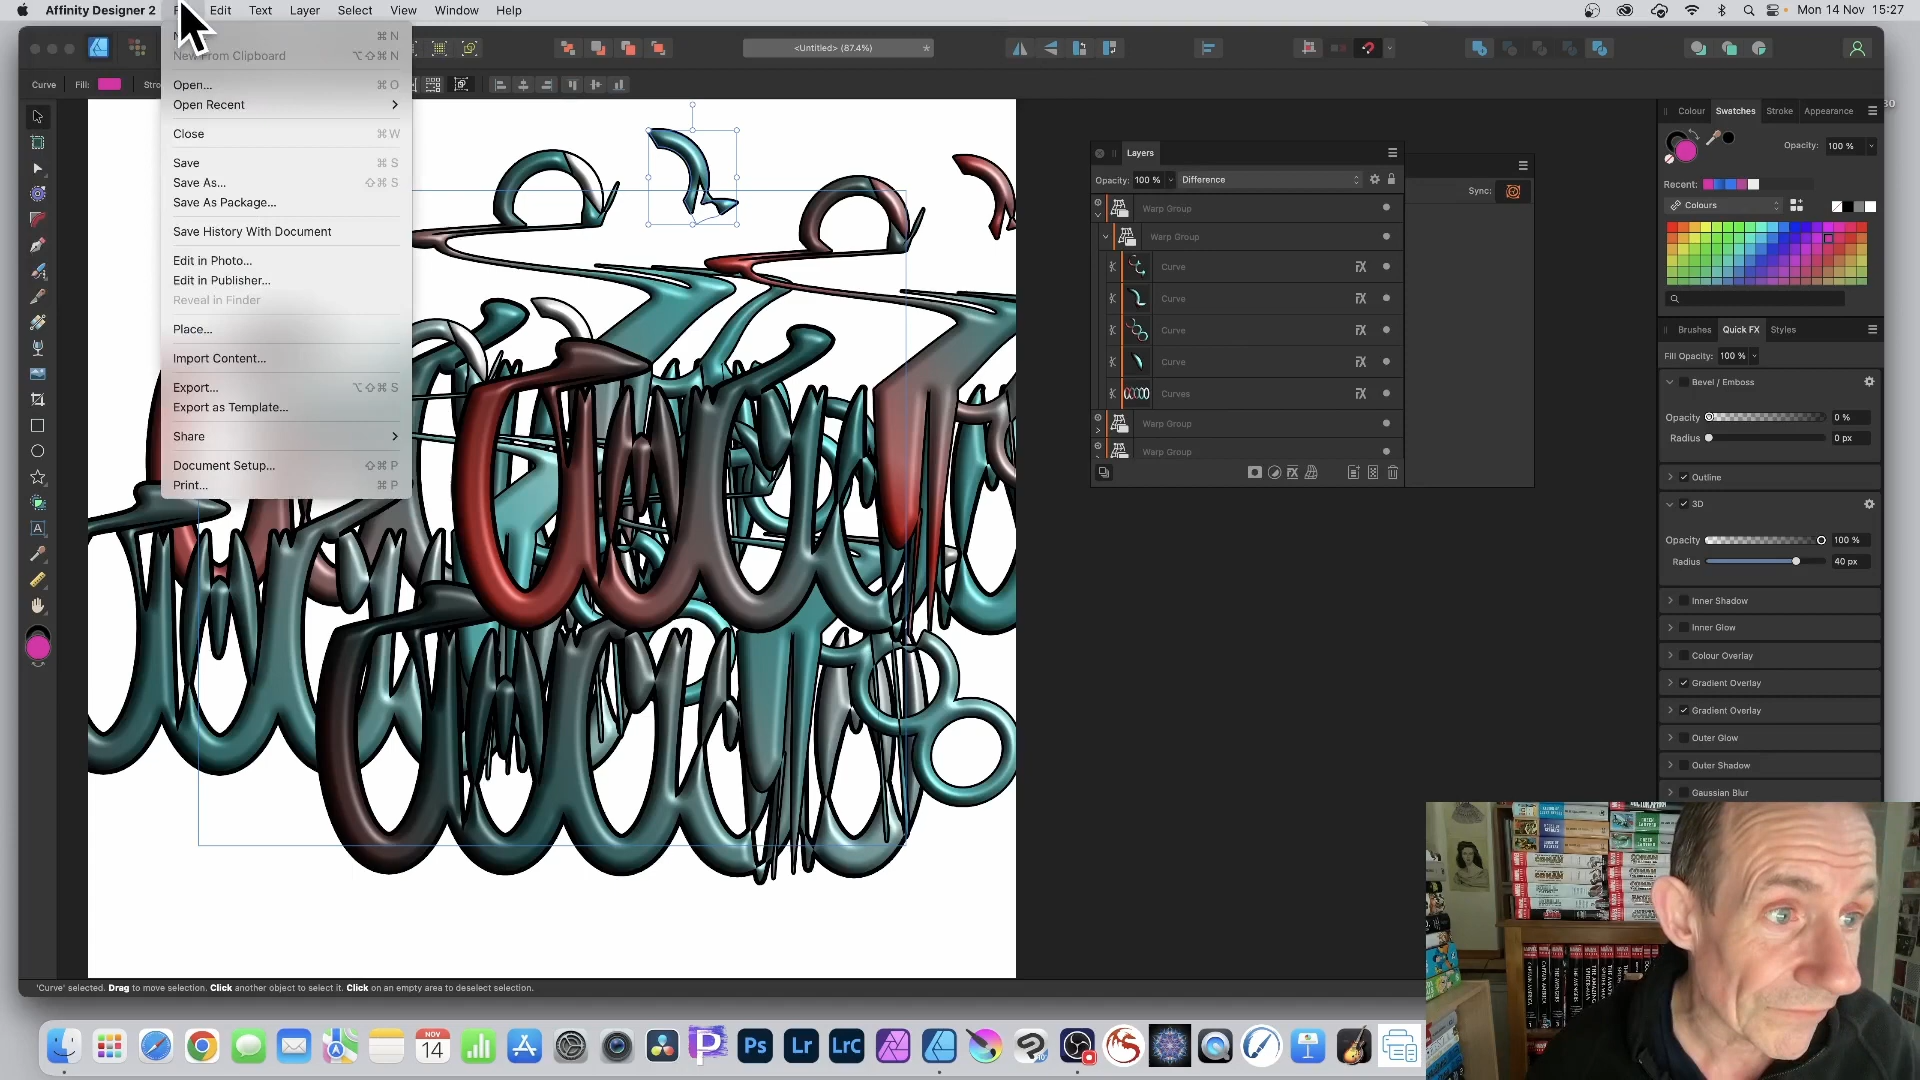 Affinity Designer 2 Edit Text Layer Select View Window Help Mon 14 Nov 15:27
⌘ N
New From Clipboard ⌥⇧⌘ N
Open... ⌘ O
Open Recent
Close ⌘ W
Save ⌘ S
Save As... ⇧⌘ S
Save As Package...
Save History With Document
Edit in Photo...
Edit in Publisher...
Reveal in Finder
Place...
Import Content...
Export... ⌥⇧⌘ S
Export as Template...
Share
Document Setup... ⇧⌘ P
Print... ⌘ P
<Untitled> (87.4%) *
Curve Fill: Stro
Layers
Opacity: 100 % Difference
Warp Group
Warp Group
Curve FX
Curve FX
Curve FX
Curve FX
Curves FX
Warp Group
Warp Group
Sync:
Colour Swatches Stroke Appearance
Opacity: 100 %
Recent:
Colours
Brushes Quick FX Styles
Fill Opacity: 100 %
Bevel / Emboss
Opacity 0 %
Radius 0 px
Outline
3D
Opacity 100 %
Radius 40 px
Inner Shadow
Inner Glow
Colour Overlay
Gradient Overlay
Gradient Overlay
Outer Glow
Outer Shadow
Gaussian Blur
'Curve' selected. Drag to move selection. Click another object to select it. Click on an empty area to deselect selection.
NOV
14
Ps Lr LrC